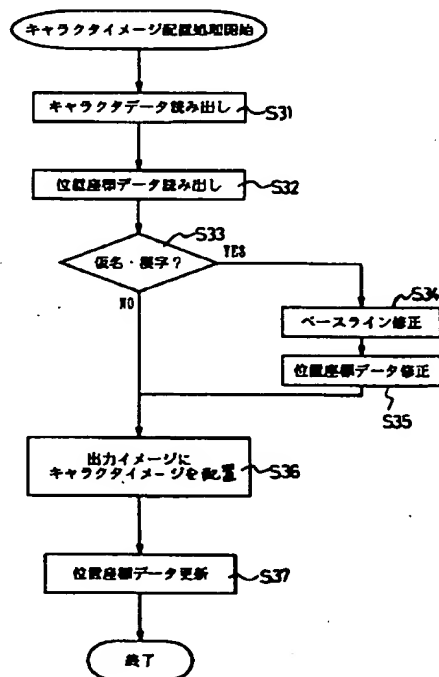 キャラクタイメージ配置処理開始
キャラクタデータ読み出し
S31
位置座標データ読み出し
S32
S33
仮名・漢字?
YES
NO
S34
ベースライン修正
位置座標データ修正
S35
出力イメージに
キャラクタイメージを配置
S36
位置座標データ更新
S37
終了